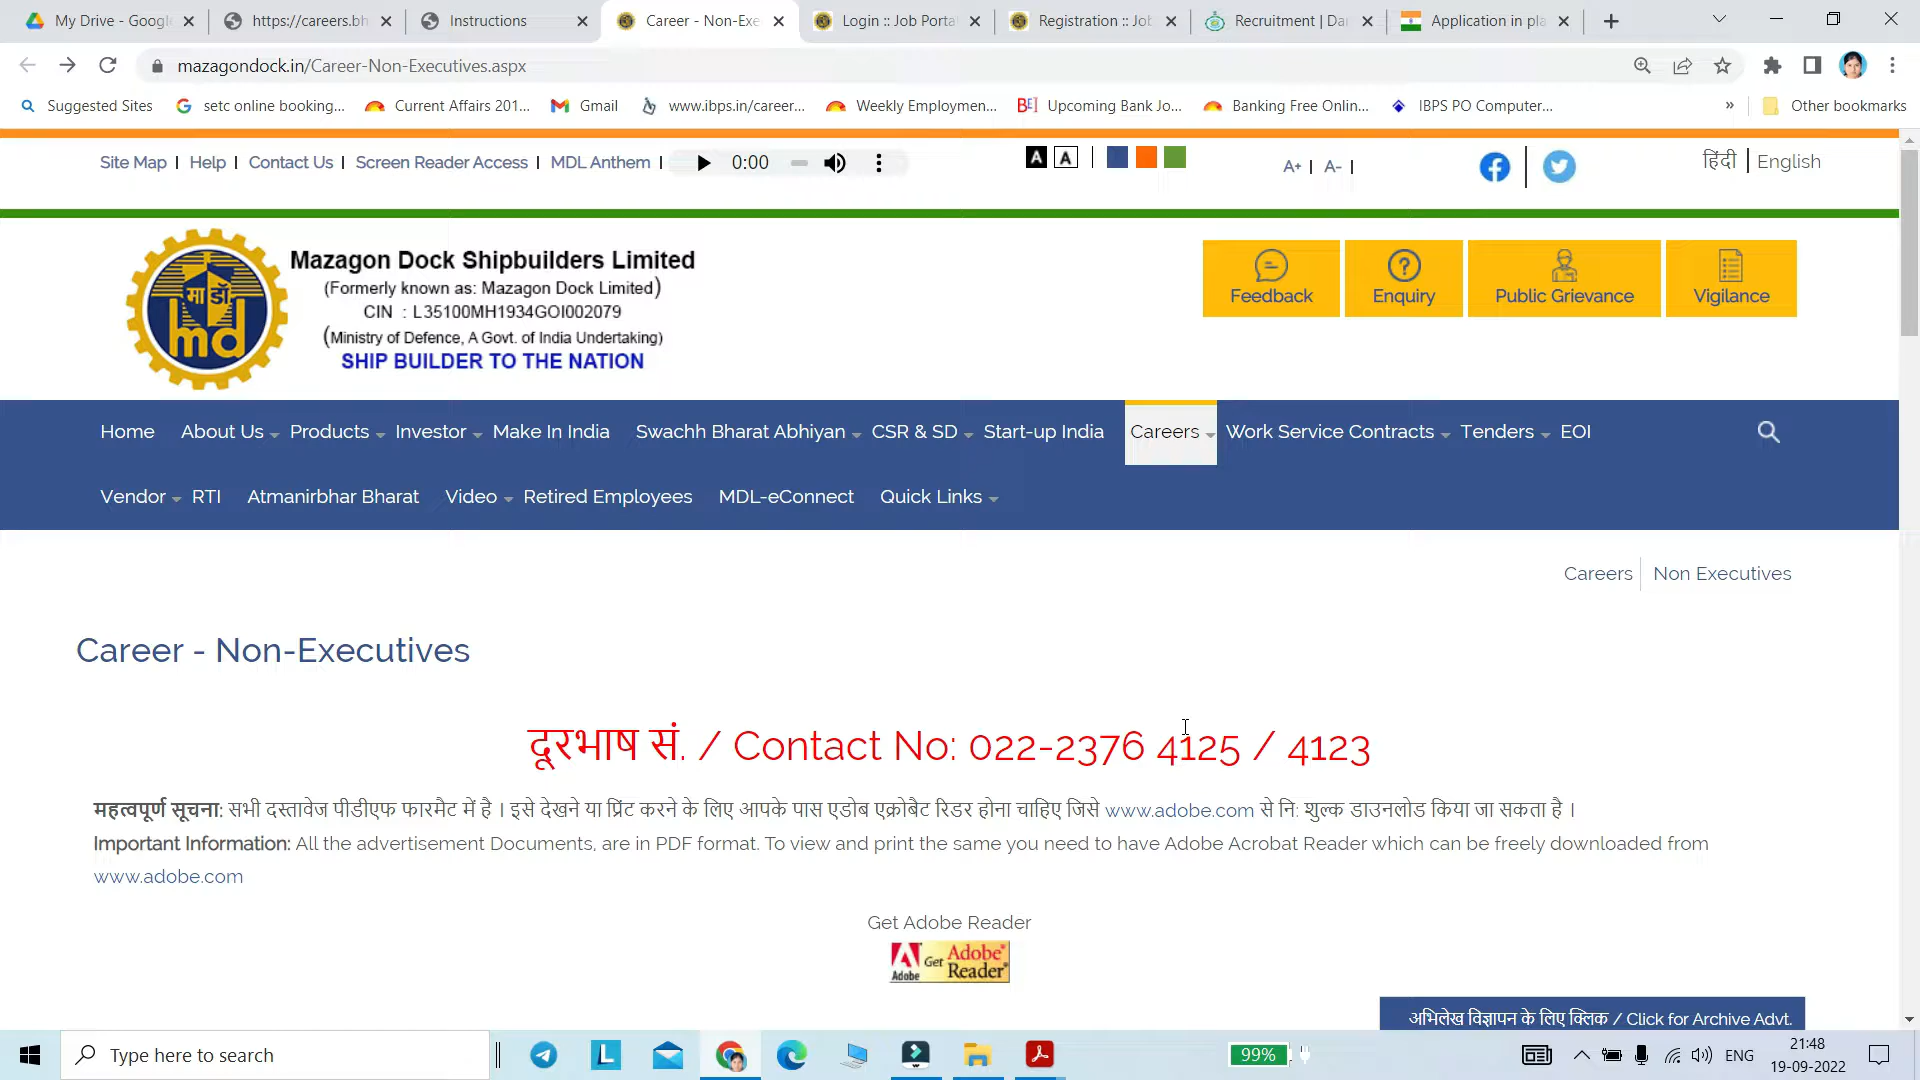 My Drive - Googl
https://careers.bh
Instructions
Career - Non-Exe
Login :: Job Porta
Registration :: Job
Recruitment | Da
Application in pla
mazagondock.in/Career-Non-Executives.aspx
Suggested Sites
setc online booking...
Current Affairs 201...
Gmail
www.ibps.in/career...
Weekly Employmen...
Upcoming Bank Jo...
Banking Free Onlin...
IBPS PO Computer...
»
Other bookmarks
Site Map | Help | Contact Us | Screen Reader Access | MDL Anthem |
0:00
A A |
A+ | A- |
हिंदी | English
मा डॉ
md
Mazagon Dock Shipbuilders Limited
(Formerly known as: Mazagon Dock Limited)
CIN : L35100MH1934GOI002079
(Ministry of Defence, A Govt. of India Undertaking)
SHIP BUILDER TO THE NATION
Feedback
Enquiry
Public Grievance
Vigilance
Home About Us Products Investor Make In India Swachh Bharat Abhiyan CSR & SD Start-up India Careers Work Service Contracts Tenders EOI
Vendor RTI Atmanirbhar Bharat Video Retired Employees MDL-eConnect Quick Links
Careers | Non Executives
Career - Non-Executives
दूरभाष सं. / Contact No: 022-2376 4125 / 4123
महत्वपूर्ण सूचना: सभी दस्तावेज पीडीएफ फारमैट में है । इसे देखने या प्रिंट करने के लिए आपके पास एडोब एक्रोबैट रिडर होना चाहिए जिसे www.adobe.com से नि: शुल्क डाउनलोड किया जा सकता है ।
Important Information: All the advertisement Documents, are in PDF format. To view and print the same you need to have Adobe Acrobat Reader which can be freely downloaded from
www.adobe.com
Get Adobe Reader
Adobe
Get Adobe Reader
अभिलेख विज्ञापन के लिए क्लिक / Click for Archive Advt.
Type here to search
L
99%
ENG
21:48
19-09-2022